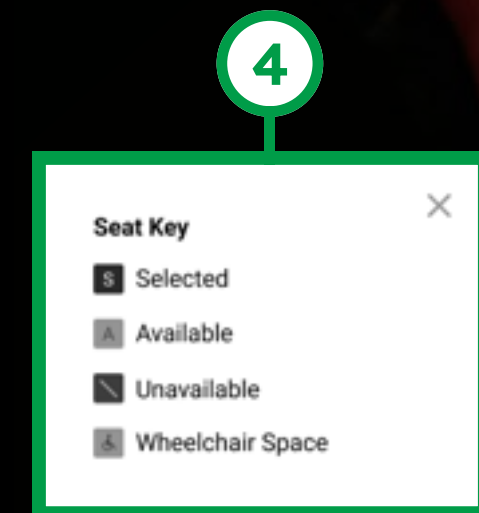 4
Seat Key
S Selected
A Available
Unavailable
Wheelchair Space